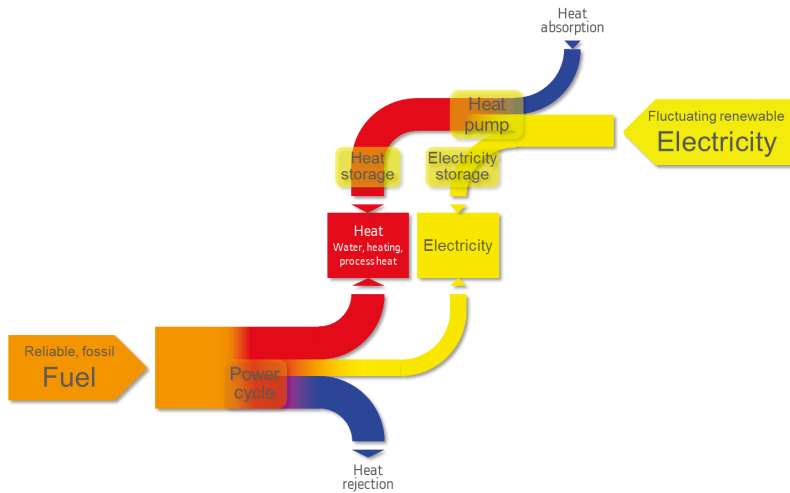 Heat
absorption
Heat
pump
Fluctuating renewable
Electricity
Heat
storage
Electricity
storage
Heat
Water, heating,
process heat
Electricity
Reliable, fossil
Fuel
Power
cycle
Heat
rejection